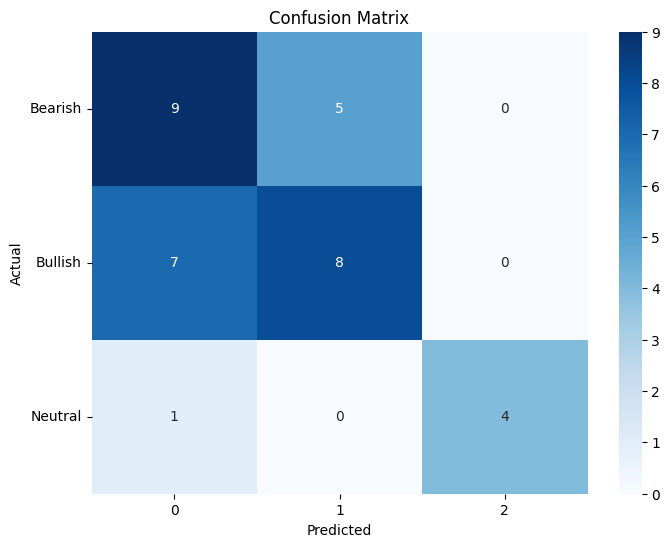 Confusion Matrix
Actual
Bearish 9 5 0
Bullish 7 8 0
Neutral 1 0 4
0 1 2
Predicted
9
8
7
6
5
4
3
2
1
0